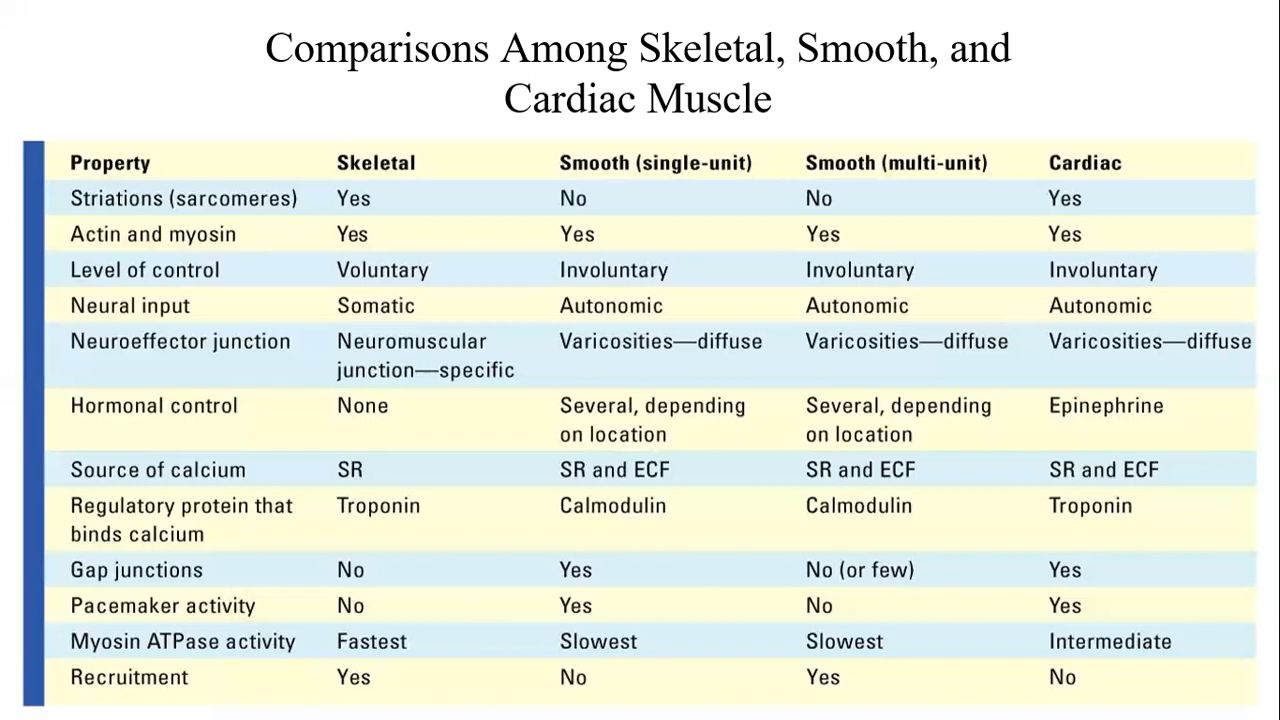 Comparisons Among Skeletal, Smooth, and
Cardiac Muscle
Property Skeletal Smooth (single-unit) Smooth (multi-unit) Cardiac
Striations (sarcomeres) Yes No No Yes
Actin and myosin Yes Yes Yes Yes
Level of control Voluntary Involuntary Involuntary Involuntary
Neural input Somatic Autonomic Autonomic Autonomic
Neuroeffector junction Neuromuscular Varicosities—diffuse Varicosities—diffuse Varicosities—diffuse
junction—specific
Hormonal control None Several, depending Several, depending Epinephrine
on location on location
Source of calcium SR SR and ECF SR and ECF SR and ECF
Regulatory protein that Troponin Calmodulin Calmodulin Troponin
binds calcium
Gap junctions No Yes No (or few) Yes
Pacemaker activity No Yes No Yes
Myosin ATPase activity Fastest Slowest Slowest Intermediate
Recruitment Yes No Yes No